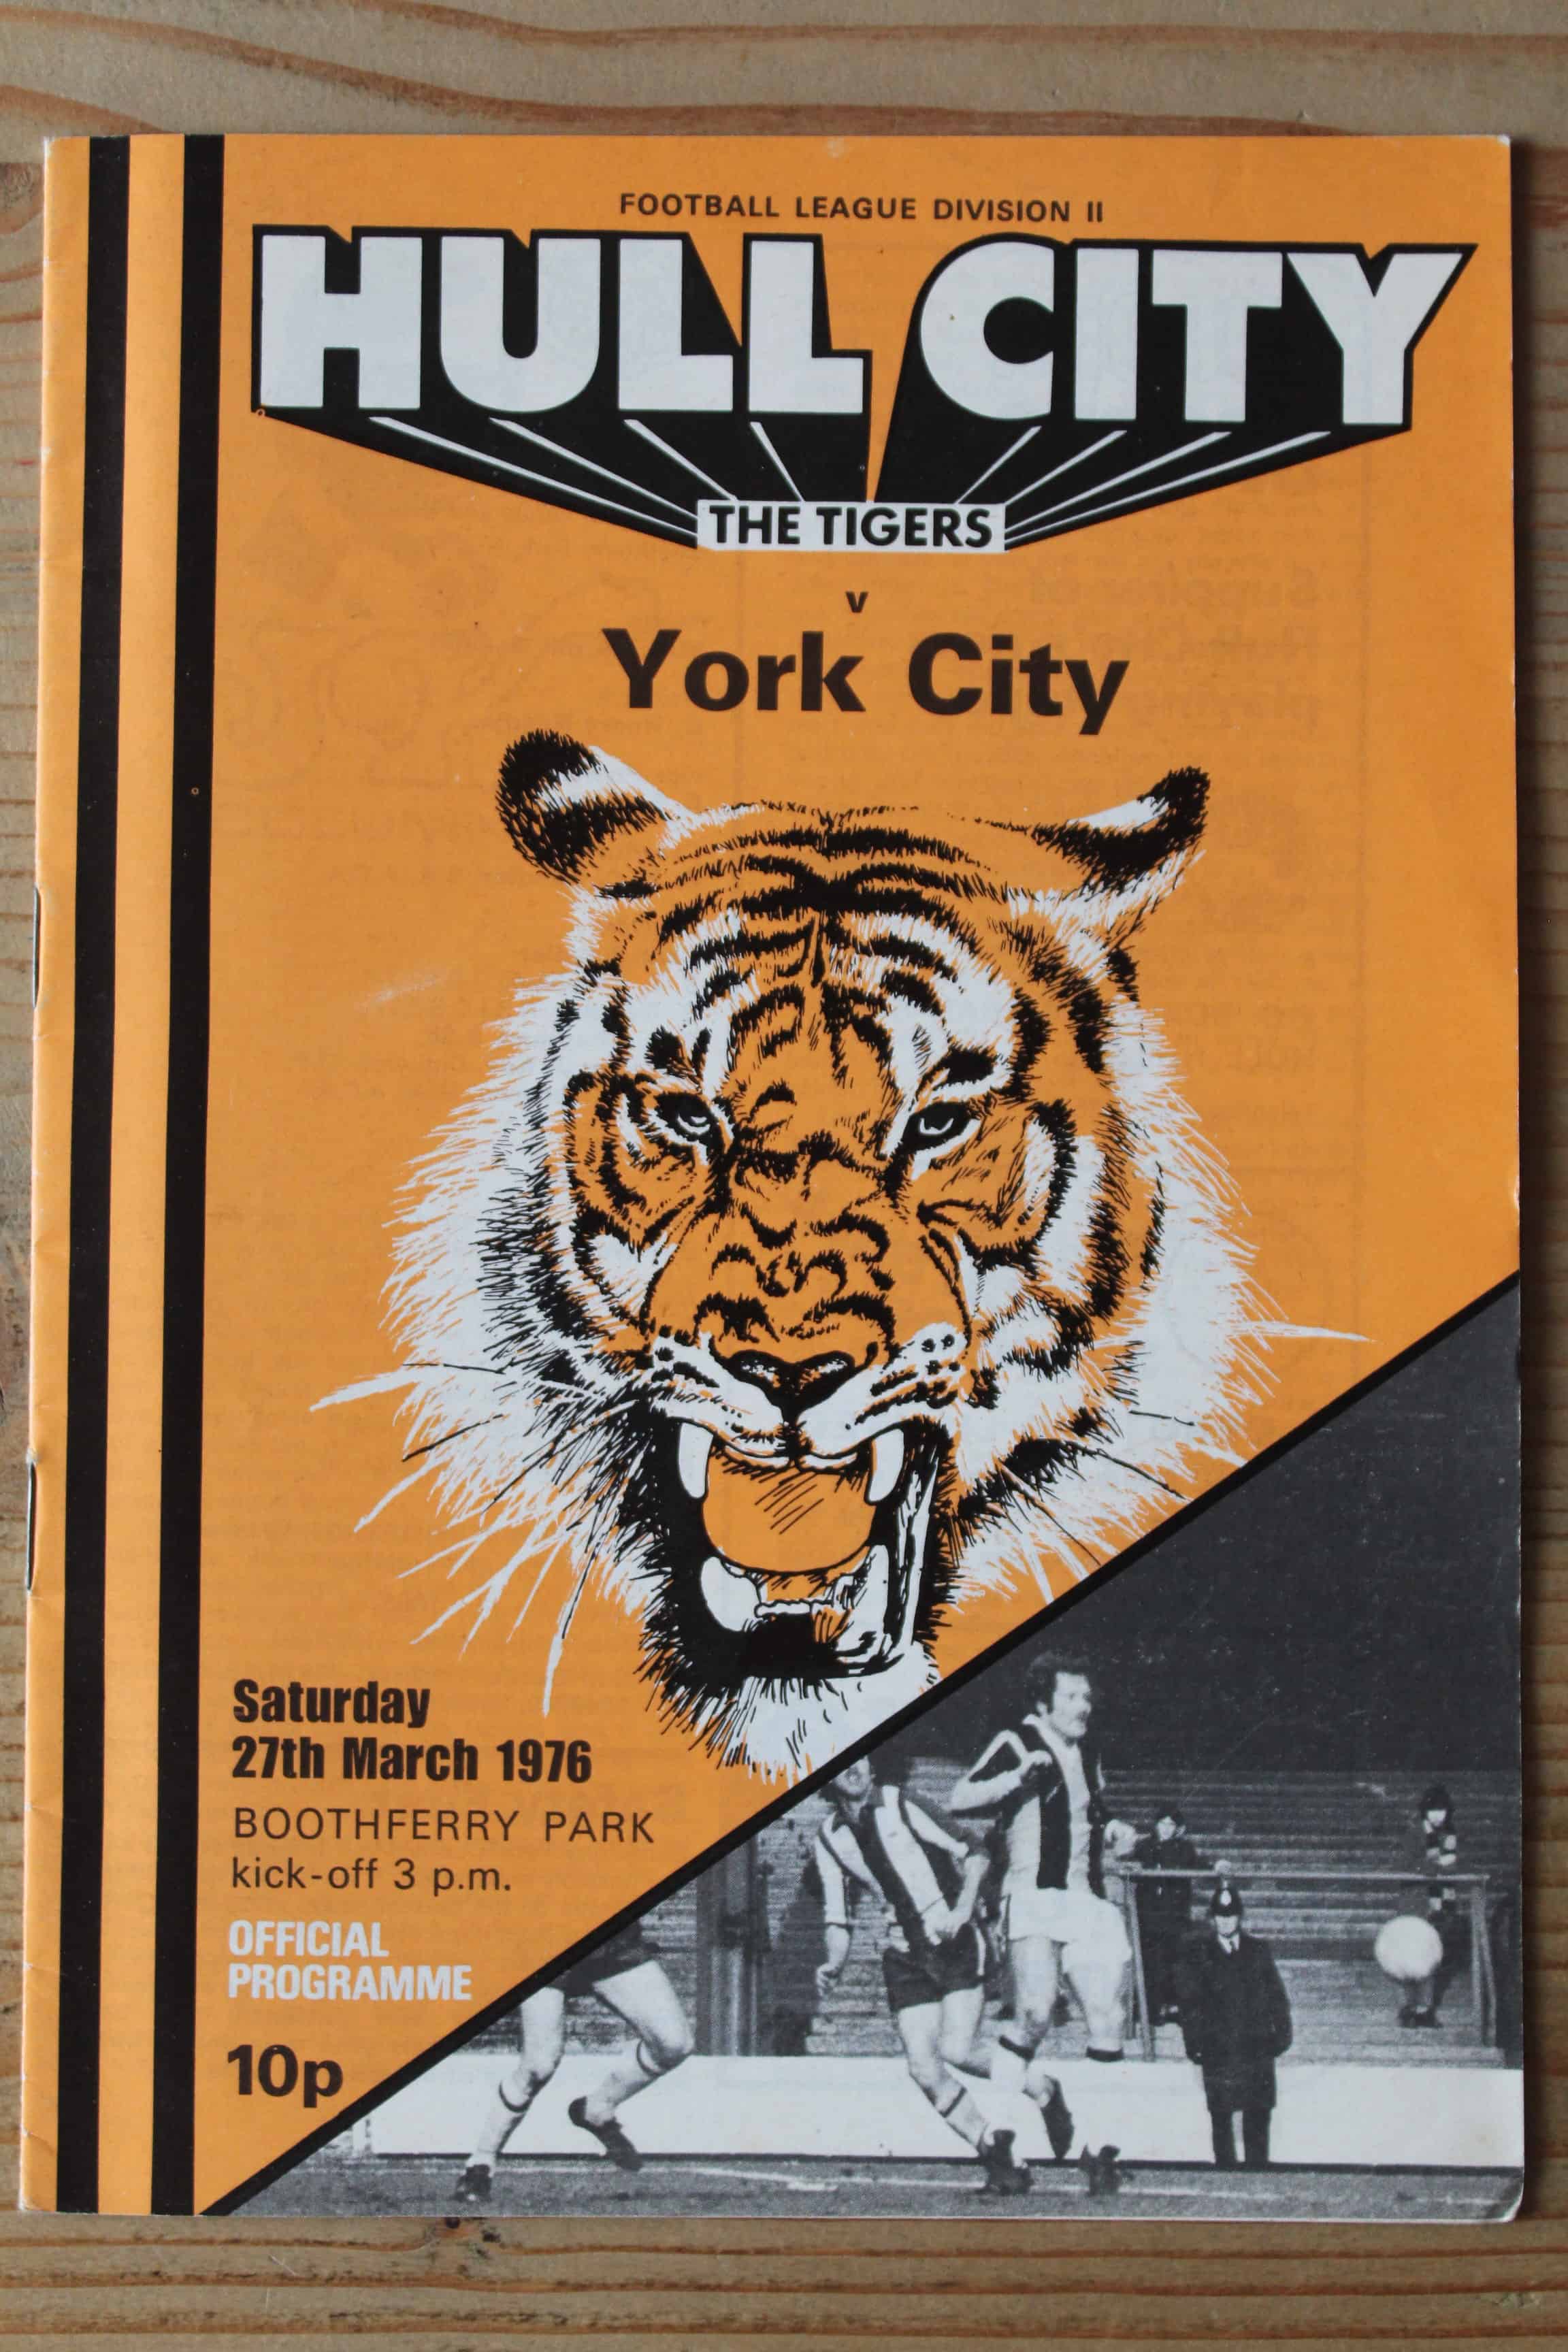 FOOTBALL LEAGUE DIVISION II
HULL CITY
THE TIGERS
v
York City
Saturday
27th March 1976
BOOTHFERRY PARK
kick-off 3 p.m.
OFFICIAL
PROGRAMME
10p